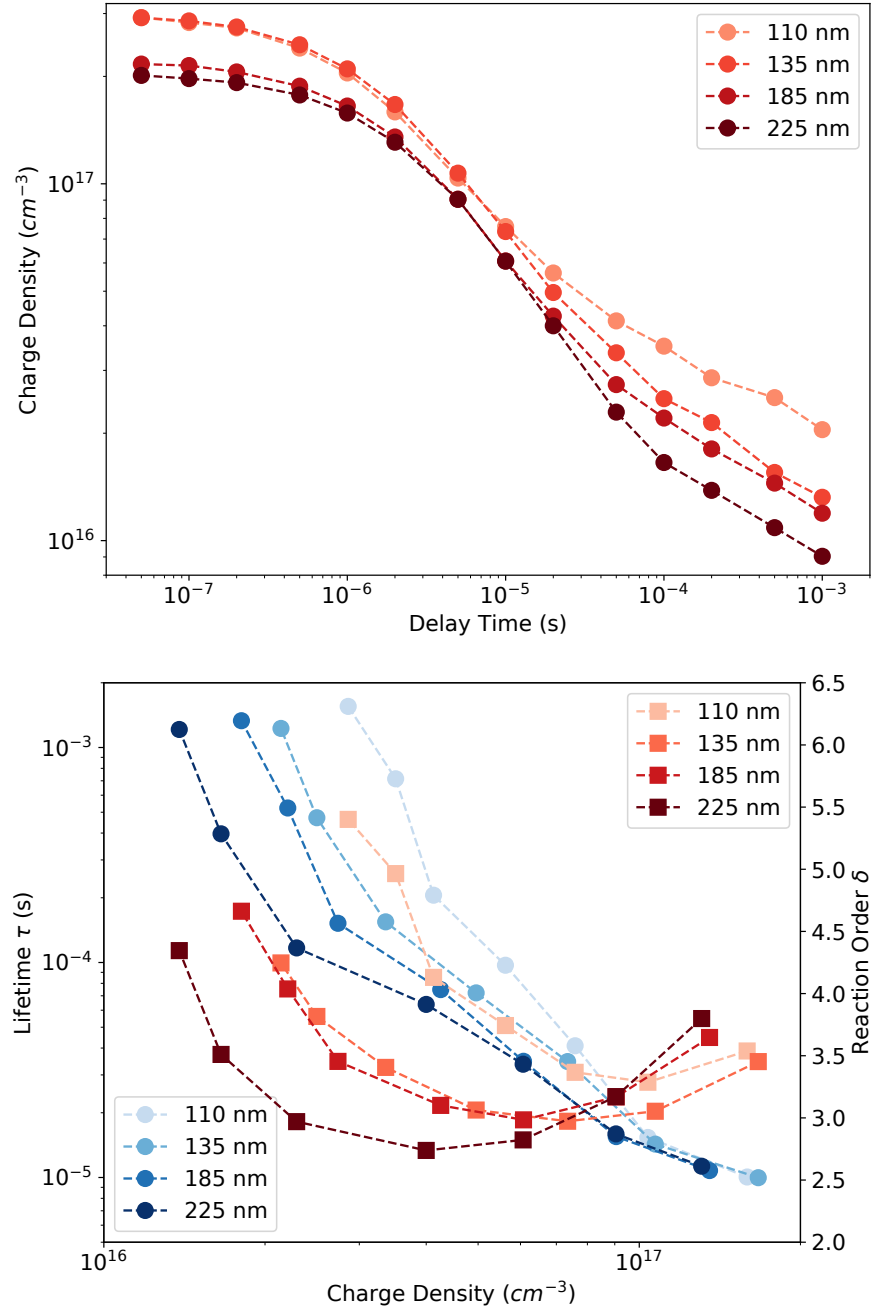 110 nm
135 nm
185 nm
225 nm
10^17
10^16
Charge Density (cm^−3)
10^−7 10^−6 10^−5 10^−4 10^−3
Delay Time (s)
110 nm
135 nm
185 nm
225 nm
10^−3
10^−4
10^−5
Lifetime τ (s)
6.5
6.0
5.5
5.0
4.5
4.0
3.5
3.0
2.5
2.0
Reaction Order δ
110 nm
135 nm
185 nm
225 nm
10^16 10^17
Charge Density (cm^−3)